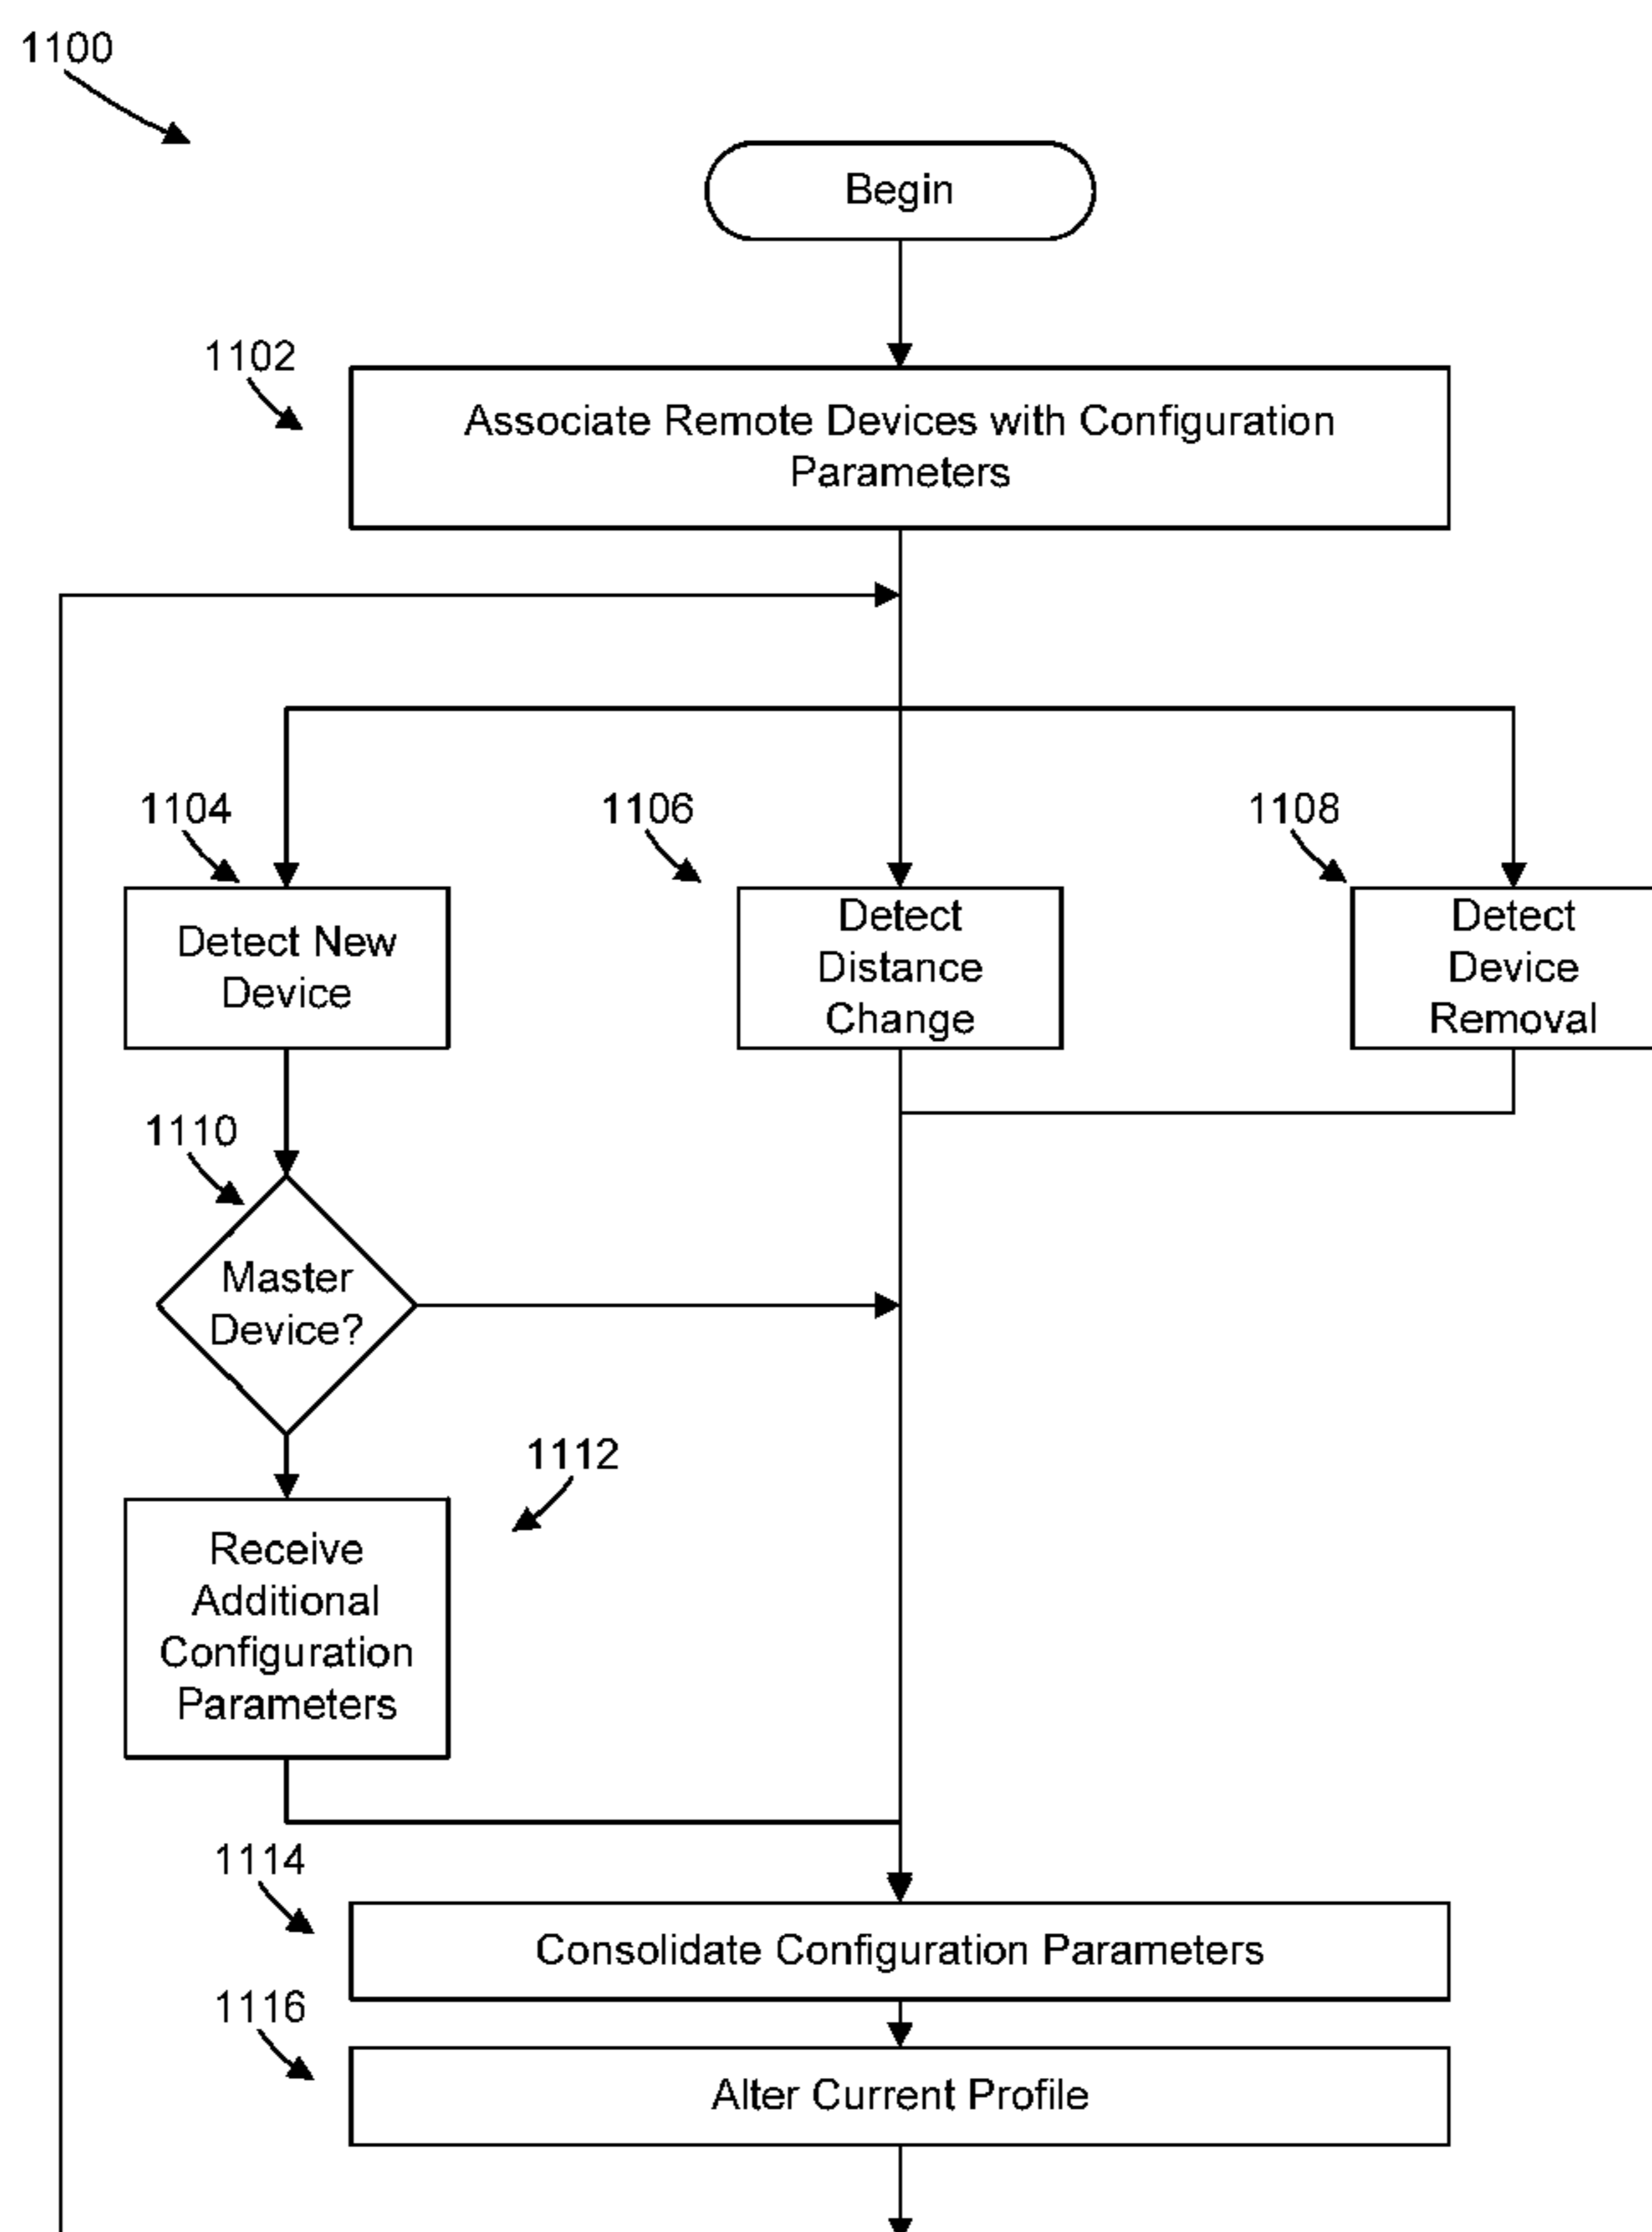 1100
Begin
1102
Associate Remote Devices with Configuration
Parameters
1104
1106
1108
Detect New
Device
Detect
Distance
Change
Detect
Device
Removal
1110
Master
Device?
1112
Receive
Additional
Configuration
Parameters
1114
Consolidate Configuration Parameters
1116
Alter Current Profile